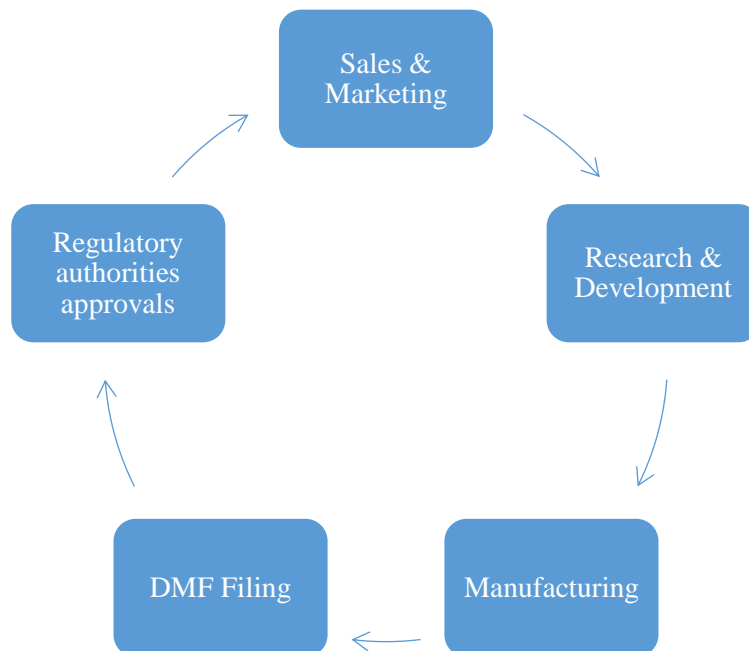 Sales &
Marketing
Research &
Development
Manufacturing
DMF Filing
Regulatory
authorities
approvals